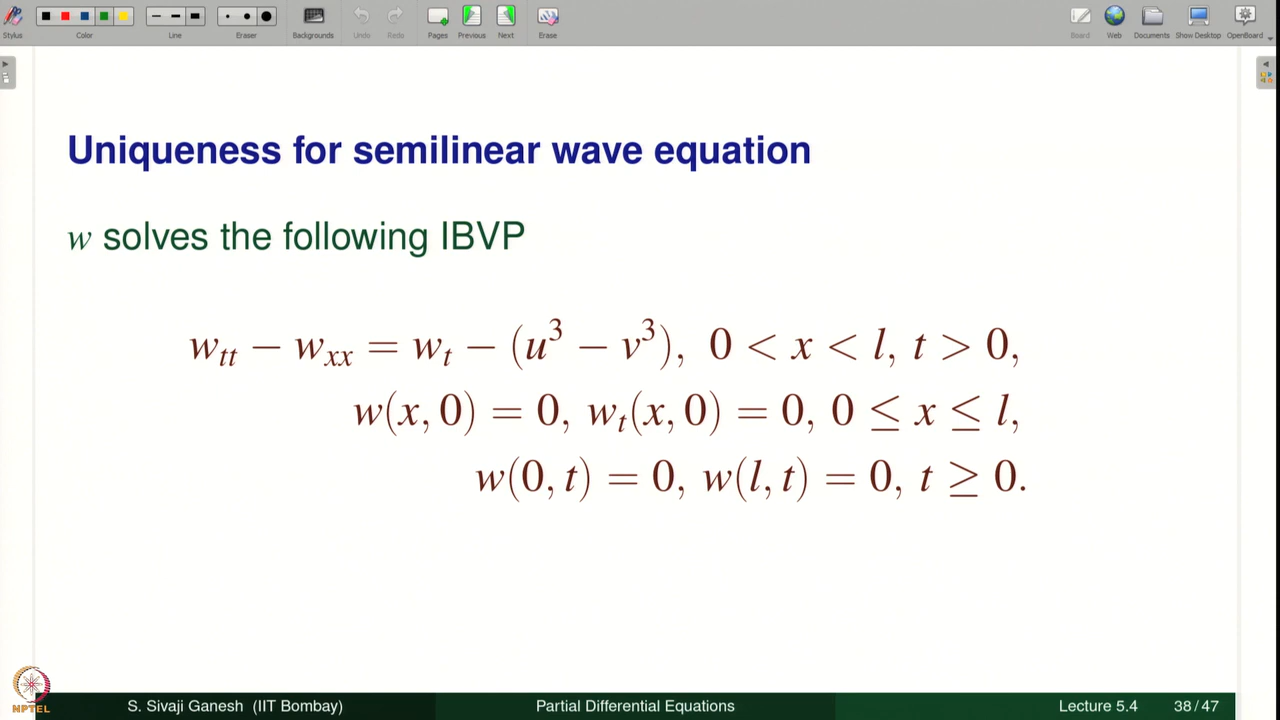 Stylus Color Line Eraser Backgrounds Undo Redo Pages Previous Next Erase Board Web Documents Show Desktop OpenBoard
Uniqueness for semilinear wave equation
w solves the following IBVP
w_{tt} − w_{xx} = w_t − (u³ − v³), 0 < x < l, t > 0,
w(x, 0) = 0, w_t(x, 0) = 0, 0 ≤ x ≤ l,
w(0, t) = 0, w(l, t) = 0, t ≥ 0.
NPTEL
S. Sivaji Ganesh (IIT Bombay) Partial Differential Equations Lecture 5.4 38 / 47